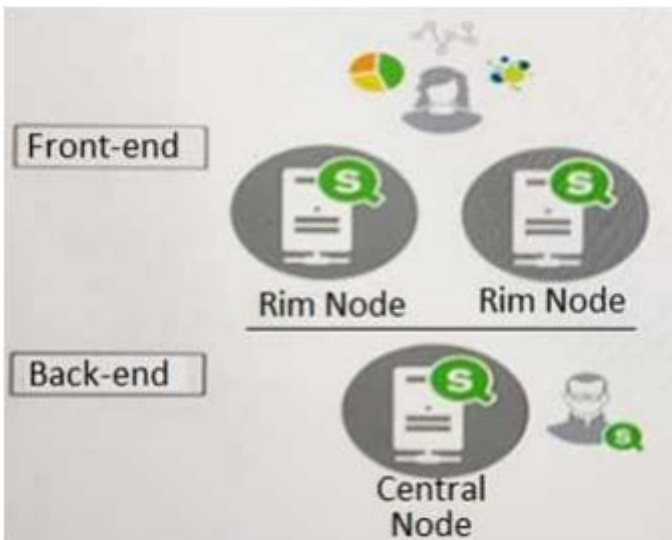 Front-end
S
S
Rim Node
Rim Node
Back-end
S
S
Central
Node